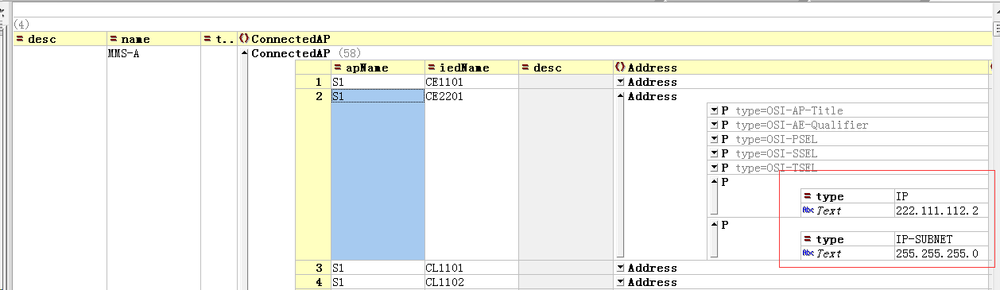 (4)
= desc = name = t.. ConnectedAP
MMS-A ConnectedAP (58)
= apName = iedName = desc Address
1 S1 CE1101 Address
2 S1 CE2201 Address
P type=OSI-AP-Title
P type=OSI-AE-Qualifier
P type=OSI-PSEL
P type=OSI-SSEL
P type=OSI-TSEL
P
= type IP
Abc Text 222.111.112.2
P
= type IP-SUBNET
Abc Text 255.255.255.0
3 S1 CL1101 Address
4 S1 CL1102 Address